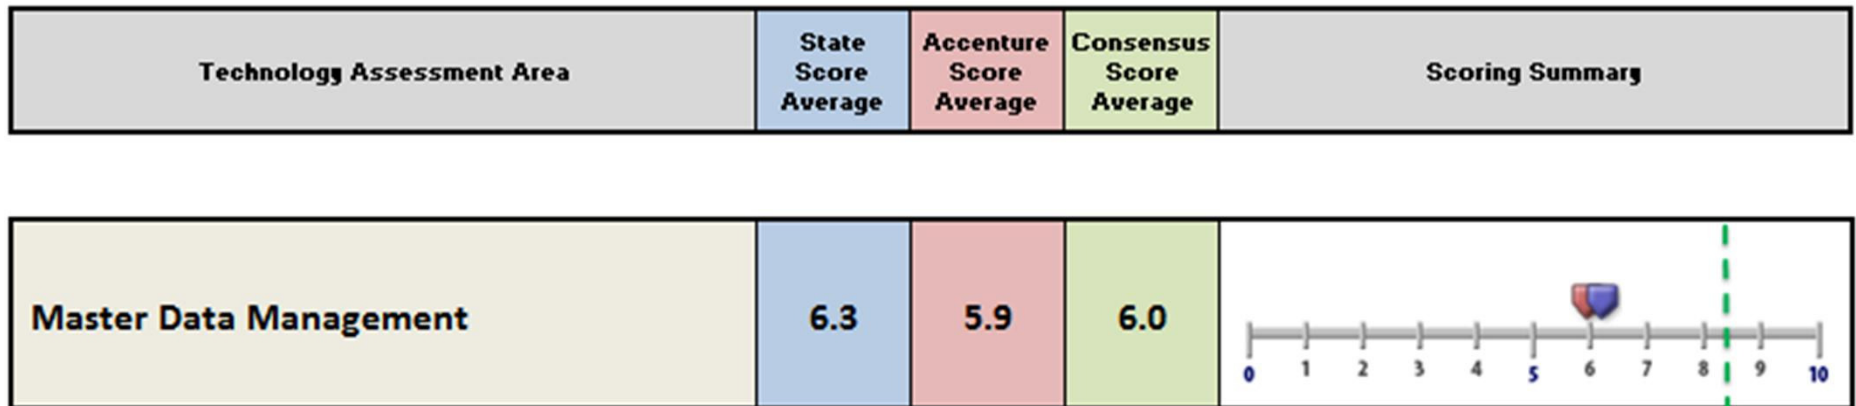 Technology Assessment Area
State
Score
Average
Accenture
Score
Average
Consensus
Score
Average
Scoring Summary
Master Data Management
6.3
5.9
6.0
0 1 2 3 4 5 6 7 8 9 10